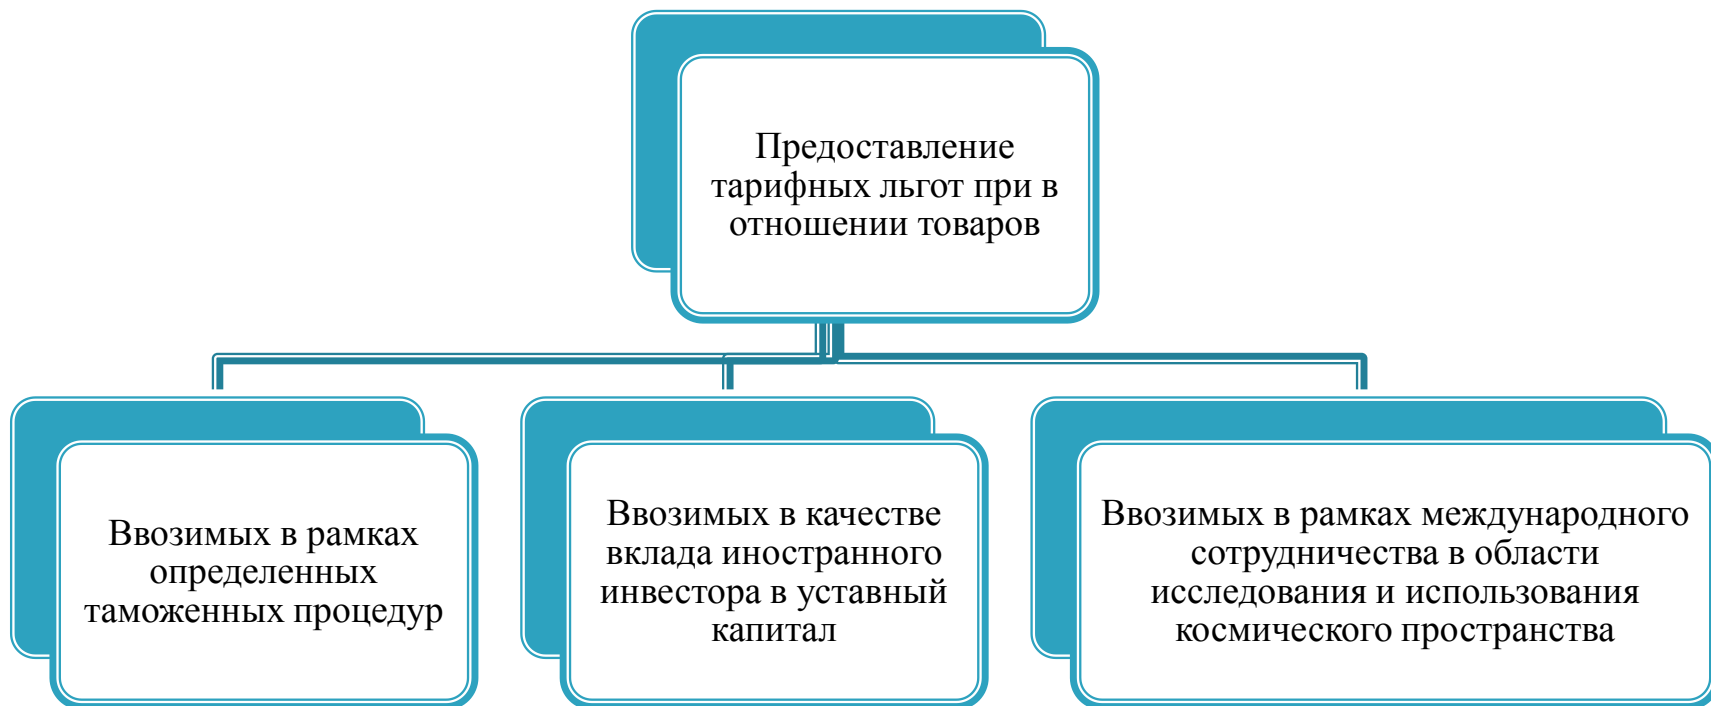 Предоставление
тарифных льгот при в
отношении товаров
Ввозимых в рамках
определенных
таможенных процедур
Ввозимых в качестве
вклада иностранного
инвестора в уставный
капитал
Ввозимых в рамках международного
сотрудничества в области
исследования и использования
космического пространства